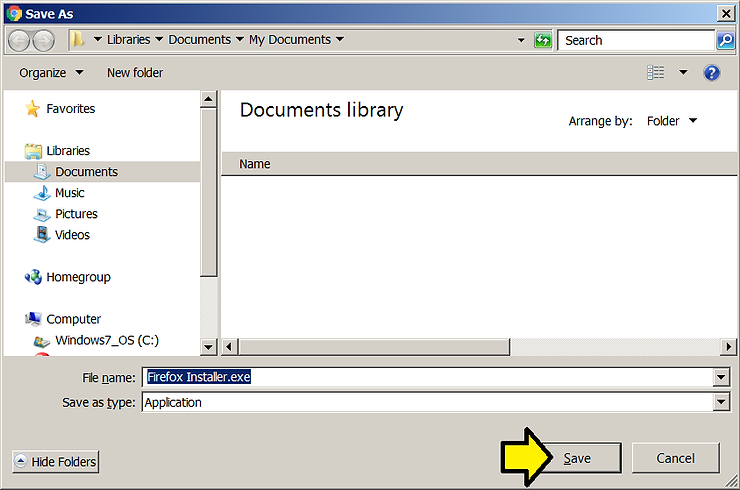 Save As
Libraries Documents My Documents Search
Organize New folder
Favorites
Libraries
Documents
Music
Pictures
Videos
Homegroup
Computer
Windows7_OS (C:)
Documents library
Arrange by: Folder
Name
File name: Firefox Installer.exe
Save as type: Application
Hide Folders Save Cancel